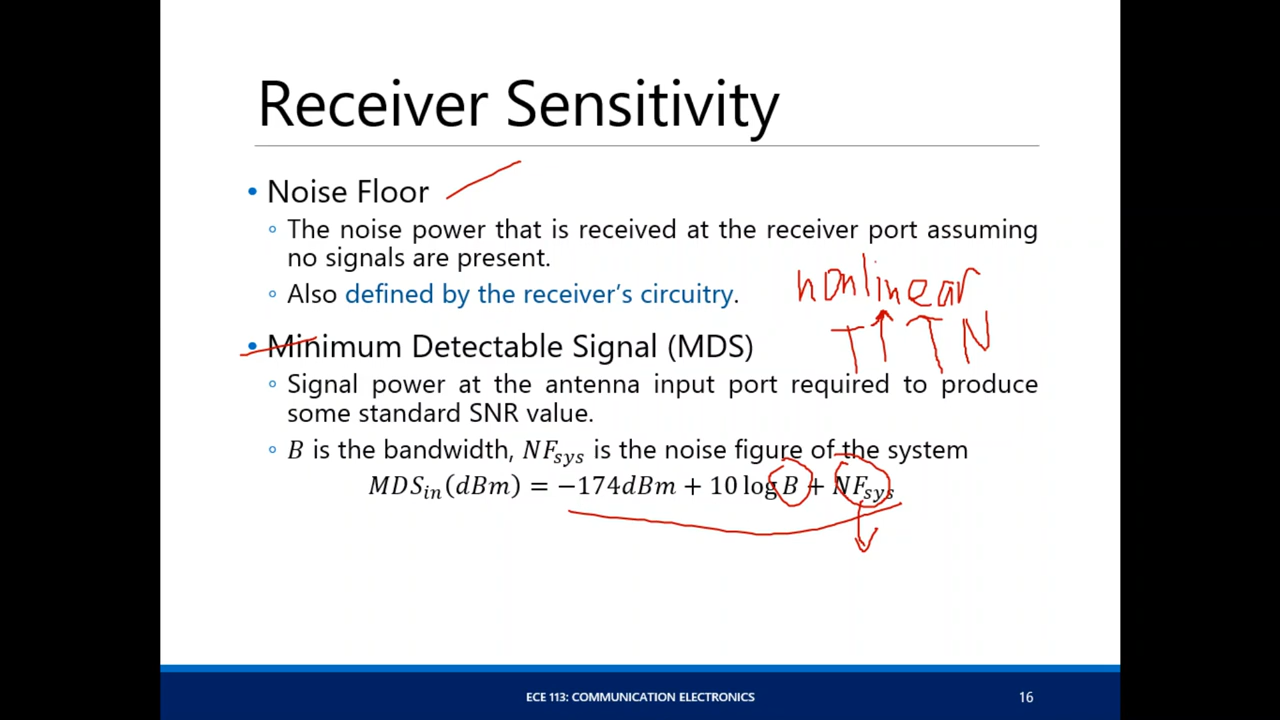 Receiver Sensitivity
• Noise Floor
◦ The noise power that is received at the receiver port assuming
no signals are present.
◦ Also defined by the receiver's circuitry.
nonlinear
T↑ T N
• Minimum Detectable Signal (MDS)
◦ Signal power at the antenna input port required to produce
some standard SNR value.
◦ B is the bandwidth, NFsys is the noise figure of the system
MDSin(dBm) = −174dBm + 10 log B + NFsys
ECE 113: COMMUNICATION ELECTRONICS 16